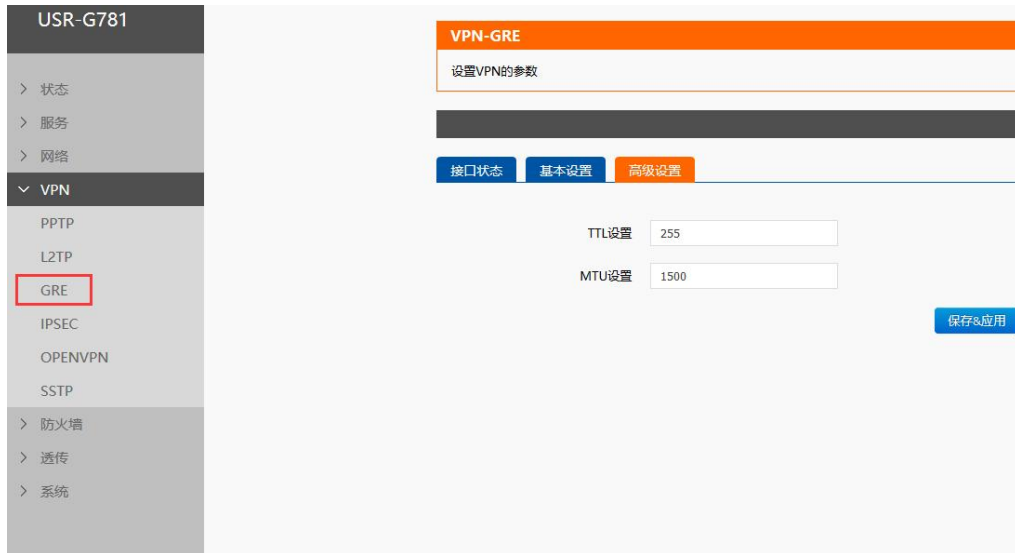 USR-G781
状态
服务
网络
VPN
PPTP
L2TP
GRE
IPSEC
OPENVPN
SSTP
防火墙
透传
系统
VPN-GRE
设置VPN的参数
接口状态 基本设置 高级设置
TTL设置 255
MTU设置 1500
保存&应用